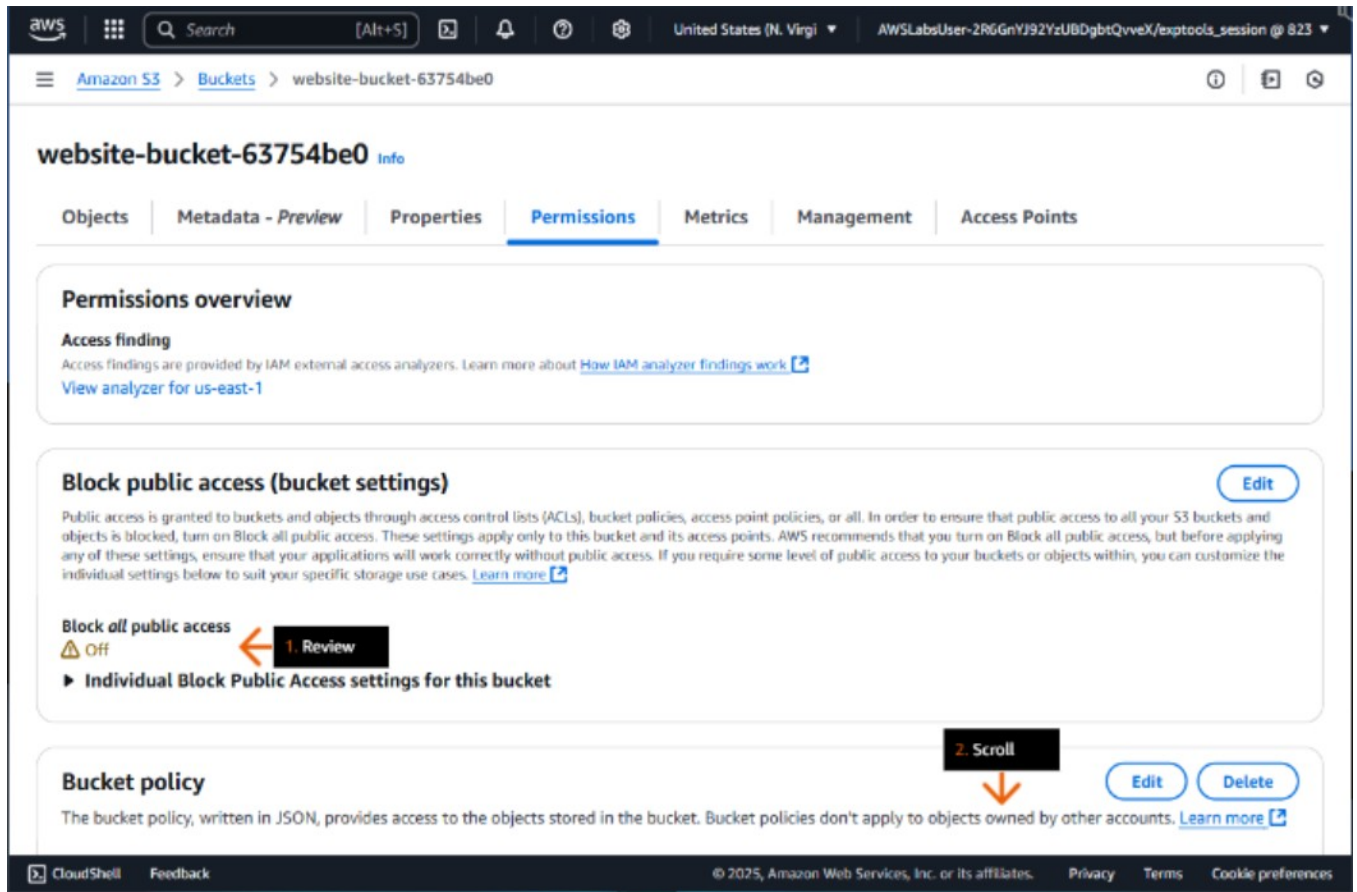 aws
Search [Alt+S] United States (N. Virgi AWSLabsUser-2R6GnYJ92YzUBDgbtQvveX/exptools_session @ 823
Amazon S3 > Buckets > website-bucket-63754be0
website-bucket-63754be0 Info
Objects Metadata - Preview Properties Permissions Metrics Management Access Points
Permissions overview
Access finding
Access findings are provided by IAM external access analyzers. Learn more about How IAM analyzer findings work
View analyzer for us-east-1
Block public access (bucket settings) Edit
Public access is granted to buckets and objects through access control lists (ACLs), bucket policies, access point policies, or all. In order to ensure that public access to all your S3 buckets and
objects is blocked, turn on Block all public access. These settings apply only to this bucket and its access points. AWS recommends that you turn on Block all public access, but before applying
any of these settings, ensure that your applications will work correctly without public access. If you require some level of public access to your buckets or objects within, you can customize the
individual settings below to suit your specific storage use cases. Learn more
Block all public access
Off
1. Review
Individual Block Public Access settings for this bucket
2. Scroll
Bucket policy Edit Delete
The bucket policy, written in JSON, provides access to the objects stored in the bucket. Bucket policies don't apply to objects owned by other accounts. Learn more
CloudShell Feedback © 2025, Amazon Web Services, Inc. or its affiliates. Privacy Terms Cookie preferences